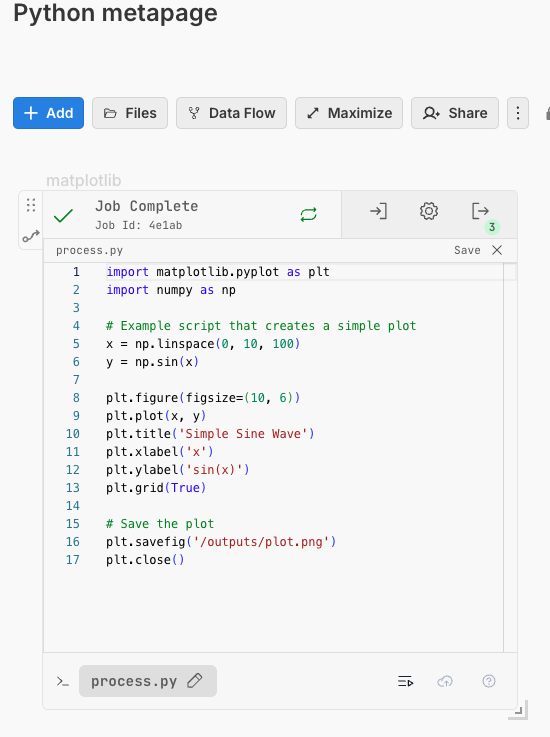 Python metapage
Add Files Data Flow Maximize Share
matplotlib
Job Complete
Job Id: 4e1ab
3
process.py Save
1 import matplotlib.pyplot as plt
2 import numpy as np
3
4 # Example script that creates a simple plot
5 x = np.linspace(0, 10, 100)
6 y = np.sin(x)
7
8 plt.figure(figsize=(10, 6))
9 plt.plot(x, y)
10 plt.title('Simple Sine Wave')
11 plt.xlabel('x')
12 plt.ylabel('sin(x)')
13 plt.grid(True)
14
15 # Save the plot
16 plt.savefig('/outputs/plot.png')
17 plt.close()
>_ process.py